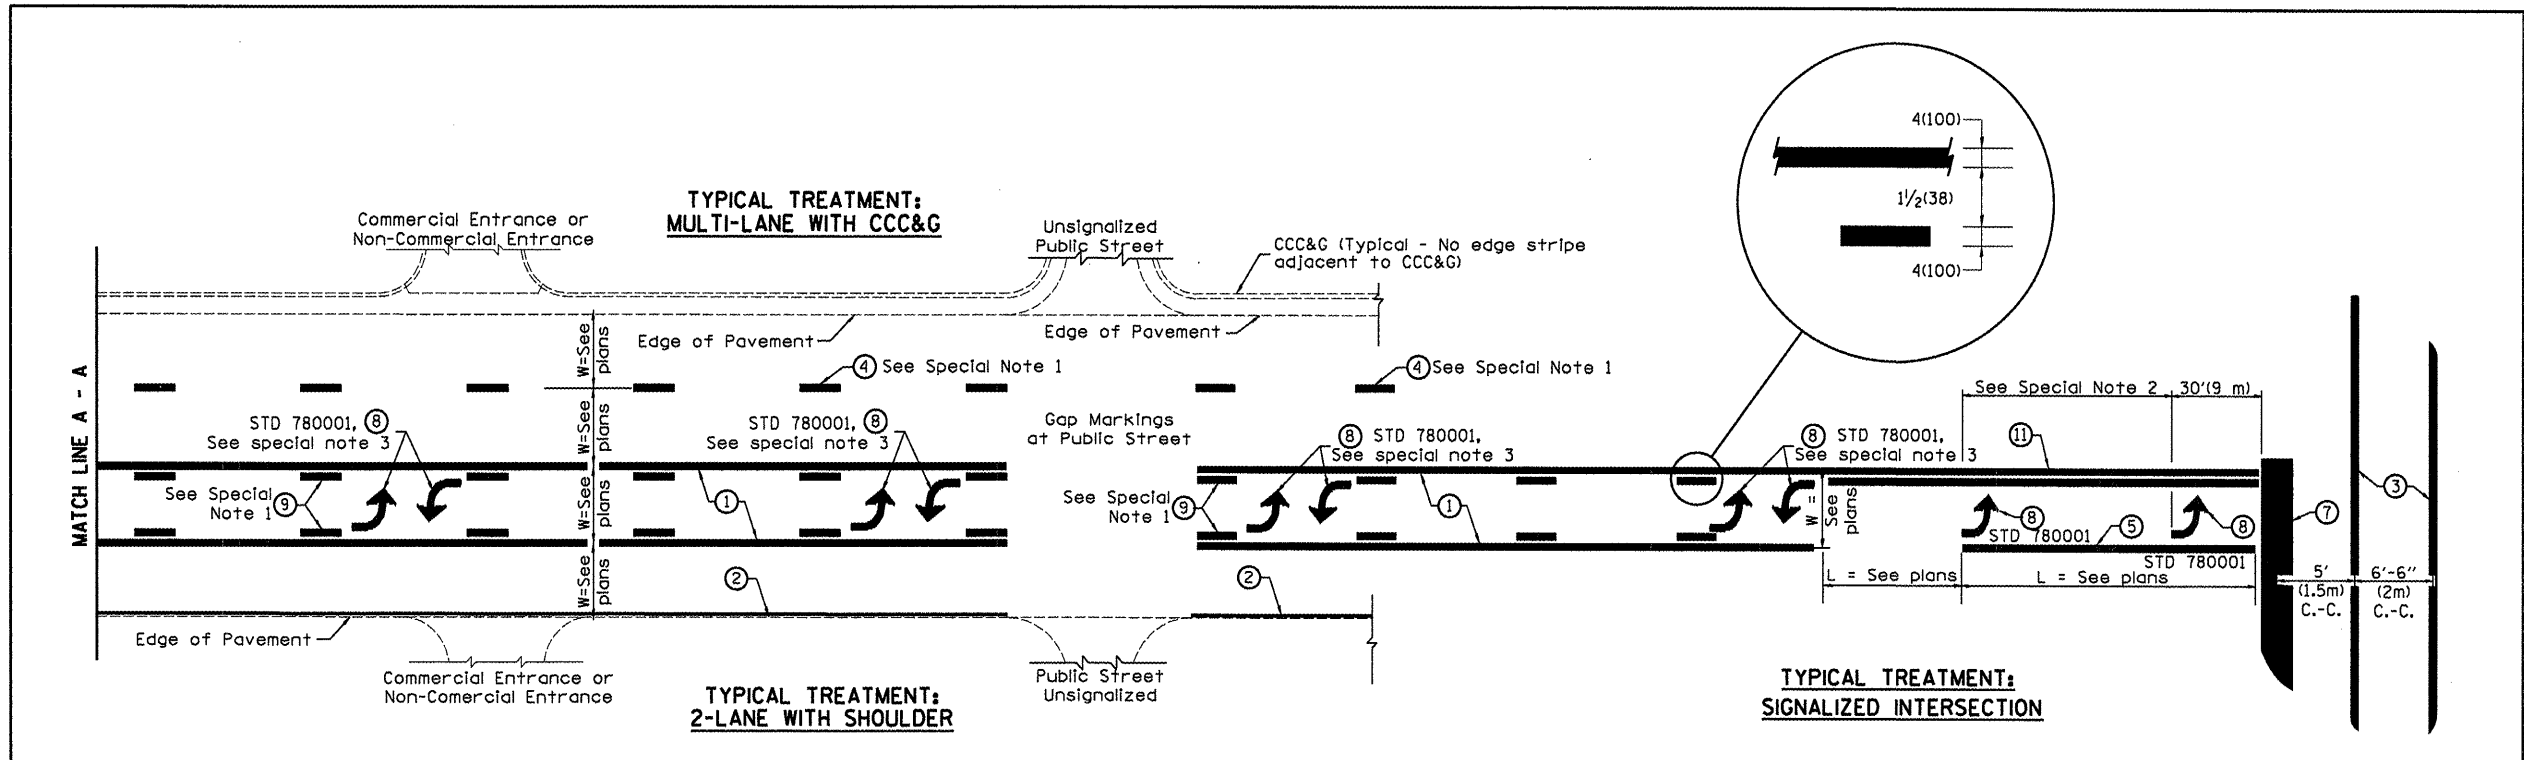 TYPICAL TREATMENT:
MULTI-LANE WITH CCC&G
Commercial Entrance or
Non-Commercial Entrance
Unsignalized
Public Street
CCC&G (Typical - No edge stripe
adjacent to CCC&G)
4(100)
1 1/2(38)
4(100)
MATCH LINE A - A
Edge of Pavement
Edge of Pavement
W=See
plans
4 See Special Note 1
4 See Special Note 1
See Special Note 2
30'(9 m)
STD 780001, 8
See special note 3
W=See
plans
STD 780001, 8
See special note 3
Gap Markings
at Public Street
8 STD 780001,
See special note 3
8 STD 780001,
See special note 3
11
3
See Special
Note 1 9
W=See
plans
1
See Special
Note 1 9
1
W =
See
plans
8
STD 780001
5
8
7
STD 780001
W=See
plans
2
2
L = See plans
L = See plans
5'
(1.5m)
C.-C.
6'-6"
(2m)
C.-C.
Edge of Pavement
Commercial Entrance or
Non-Comercial Entrance
Public Street
Unsignalized
TYPICAL TREATMENT:
2-LANE WITH SHOULDER
TYPICAL TREATMENT:
SIGNALIZED INTERSECTION